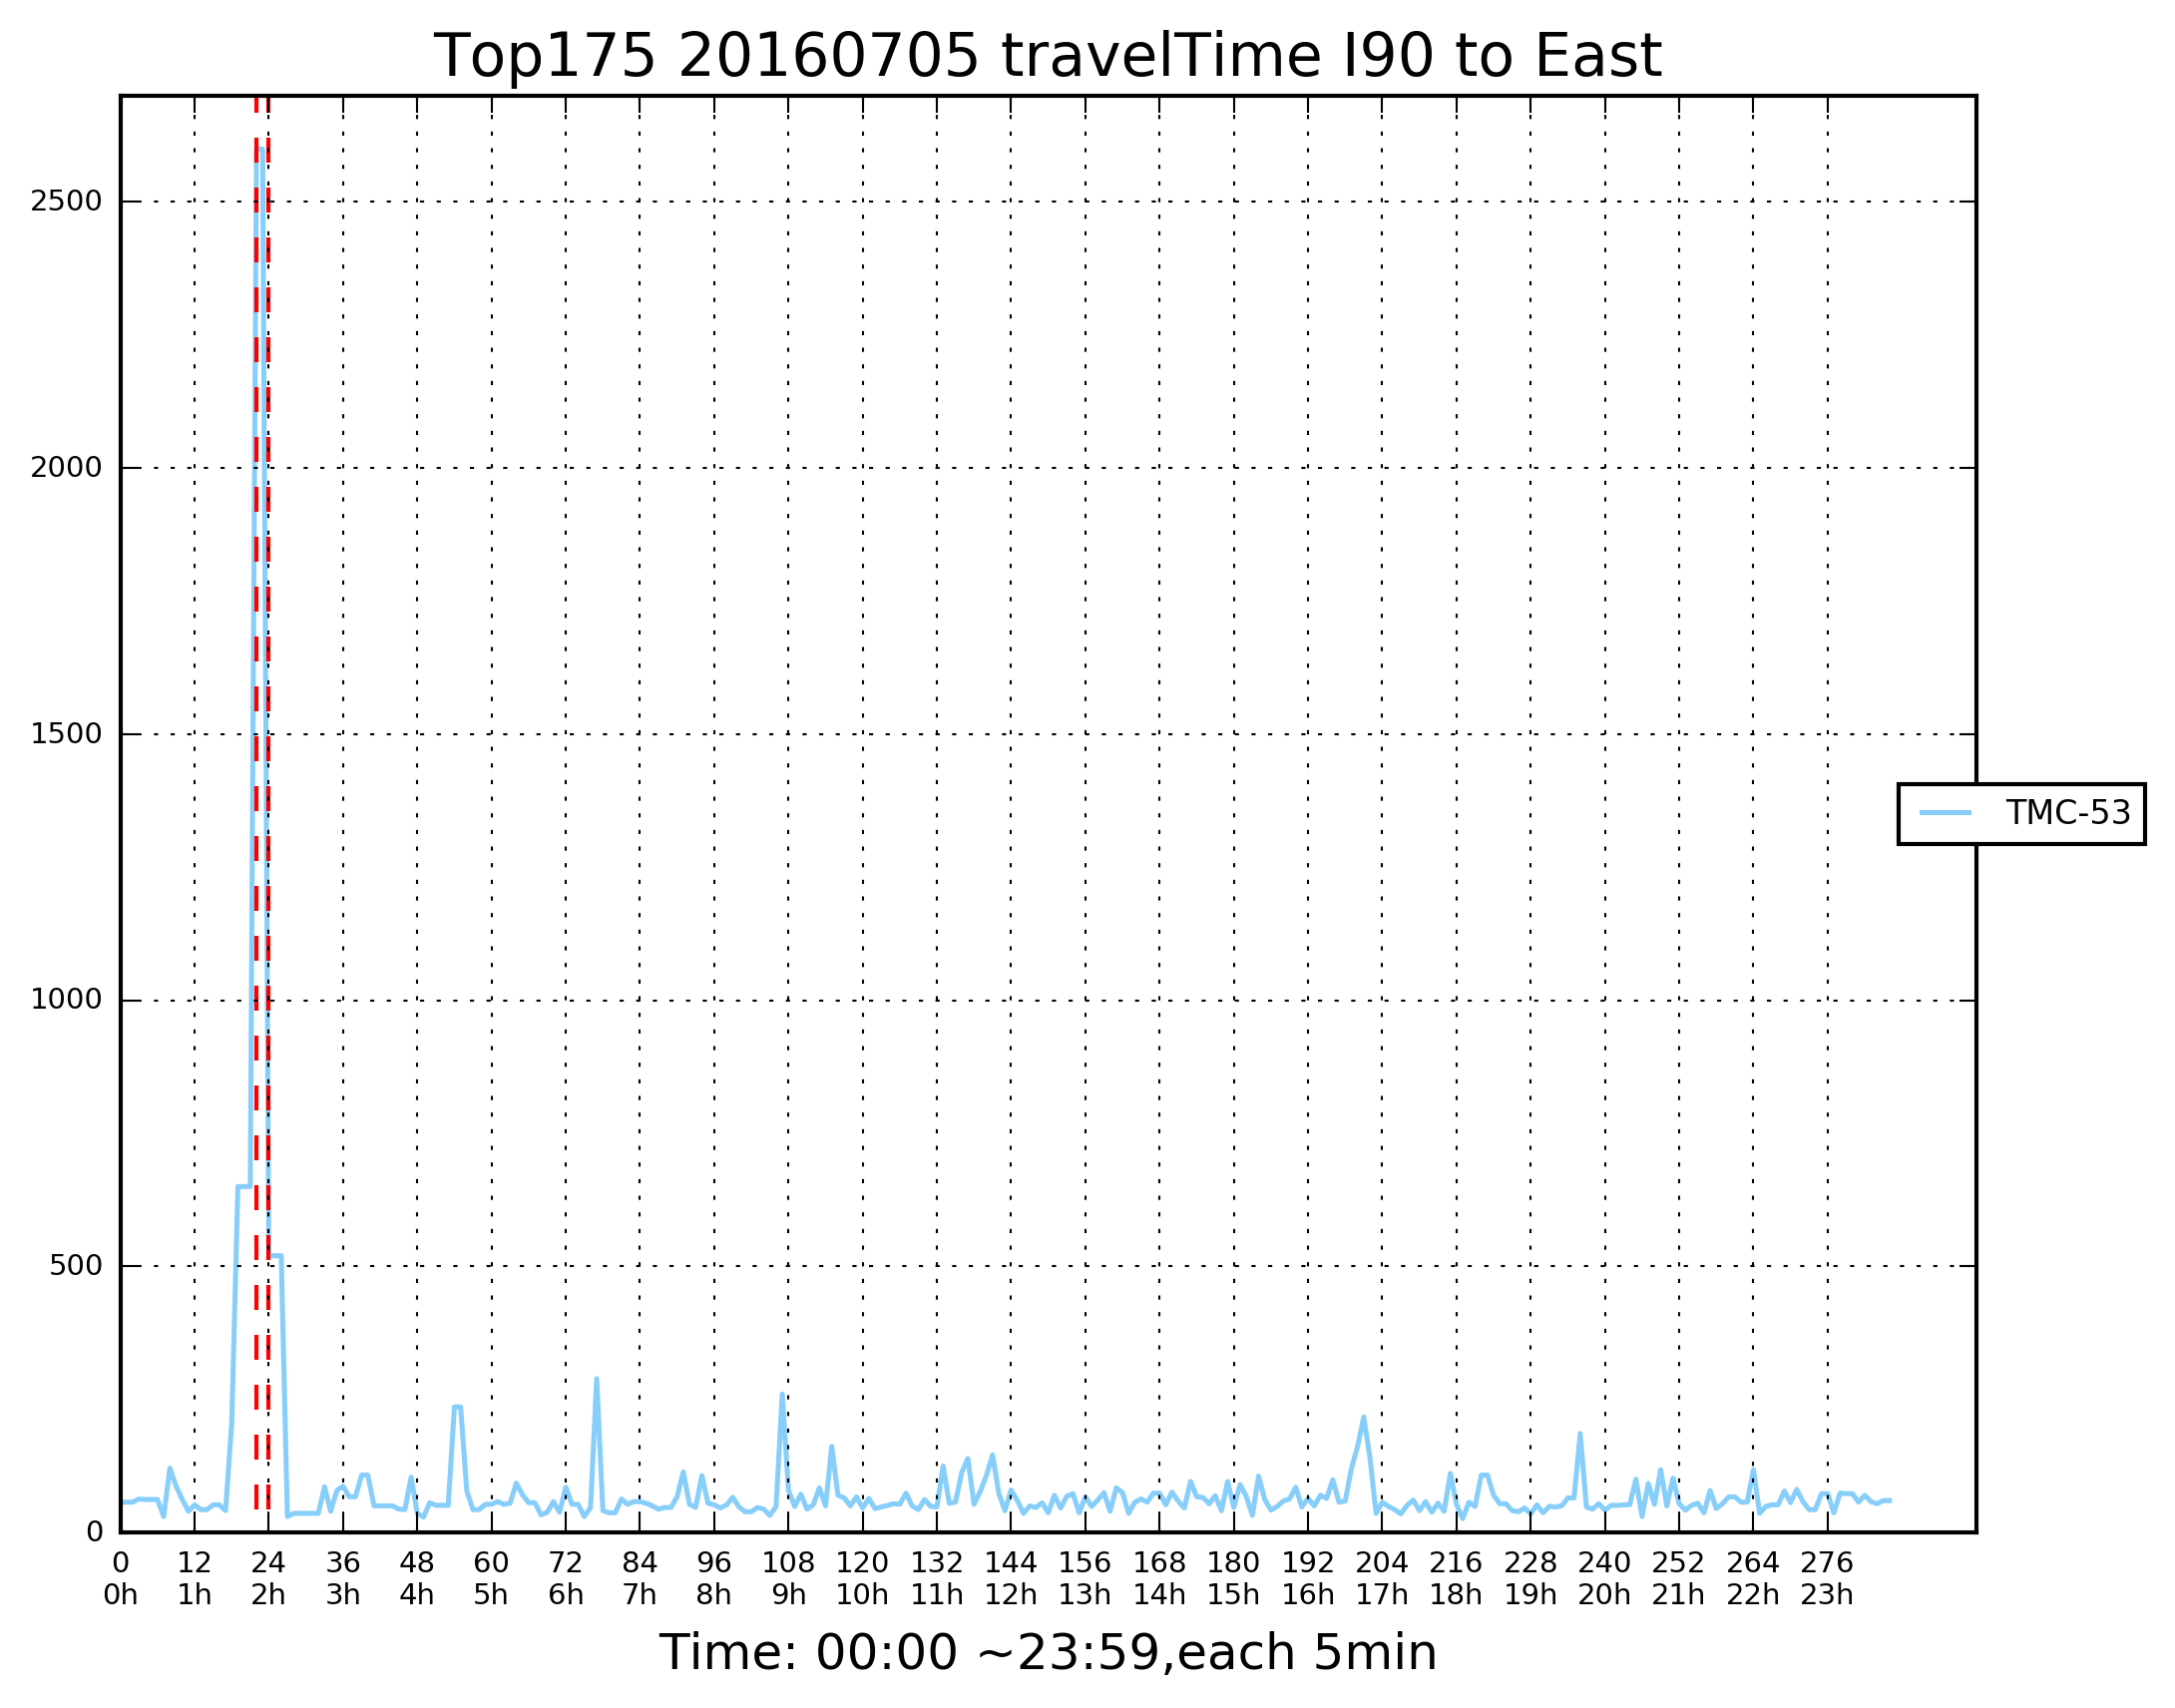 Top175 20160705 travelTime I90 to East
2500
2000
1500
1000
500
0
TMC-53
0 12 24 36 48 60 72 84 96 108 120 132 144 156 168 180 192 204 216 228 240 252 264 276
0h 1h 2h 3h 4h 5h 6h 7h 8h 9h 10h 11h 12h 13h 14h 15h 16h 17h 18h 19h 20h 21h 22h 23h
Time: 00:00 ~23:59,each 5min